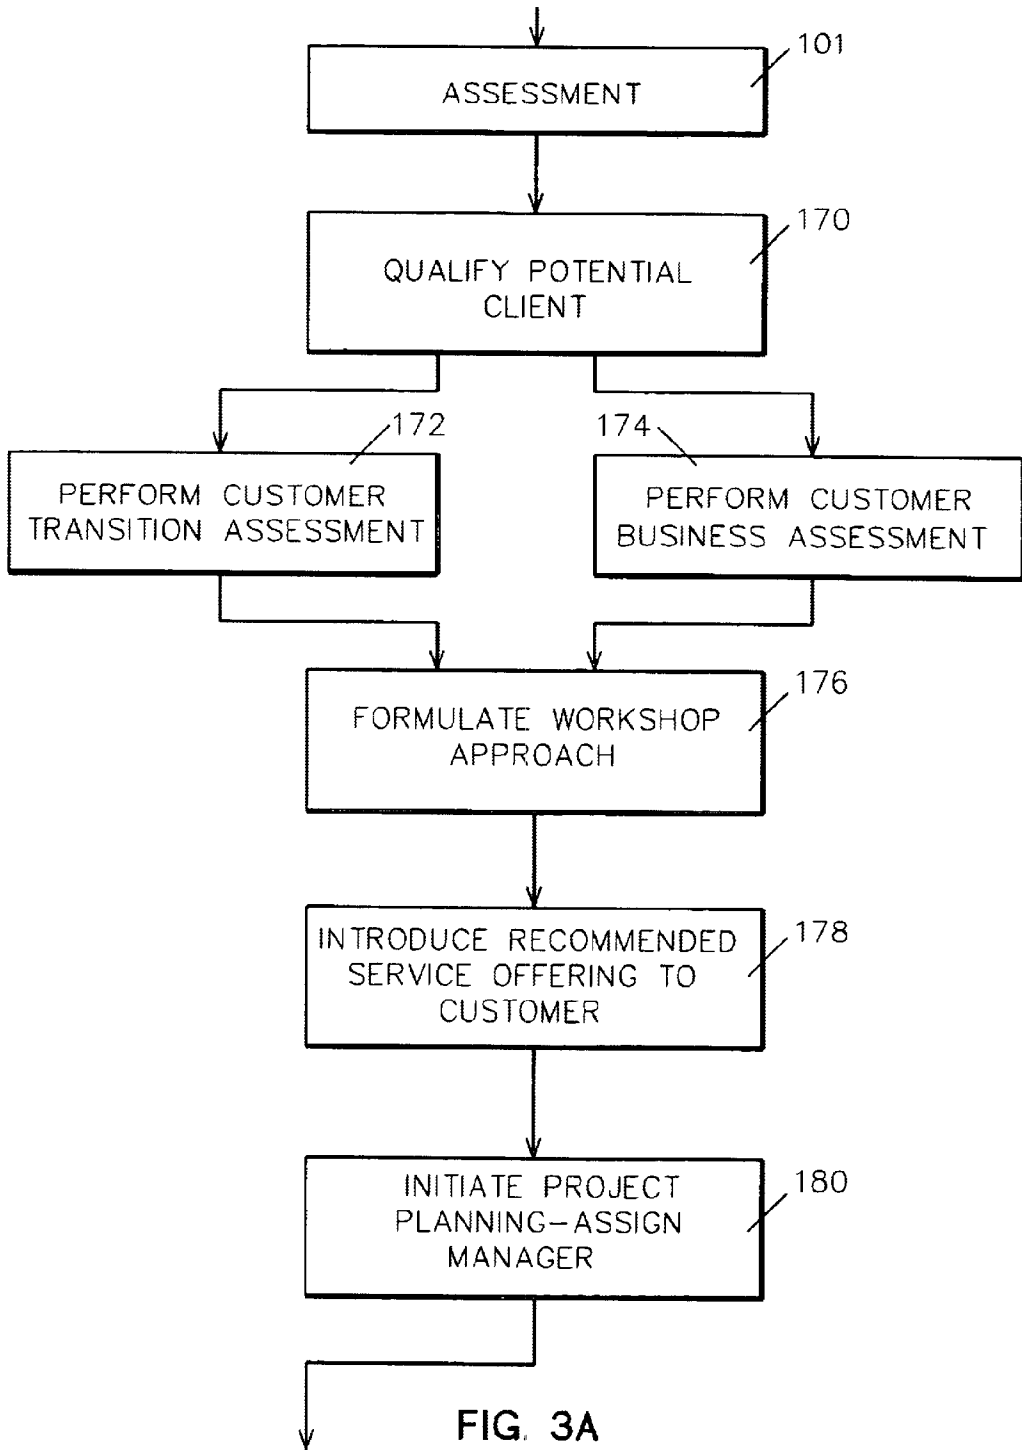 101
ASSESSMENT
170
QUALIFY POTENTIAL
CLIENT
172
PERFORM CUSTOMER
TRANSITION ASSESSMENT
174
PERFORM CUSTOMER
BUSINESS ASSESSMENT
176
FORMULATE WORKSHOP
APPROACH
178
INTRODUCE RECOMMENDED
SERVICE OFFERING TO
CUSTOMER
180
INITIATE PROJECT
PLANNING-ASSIGN
MANAGER
FIG. 3A